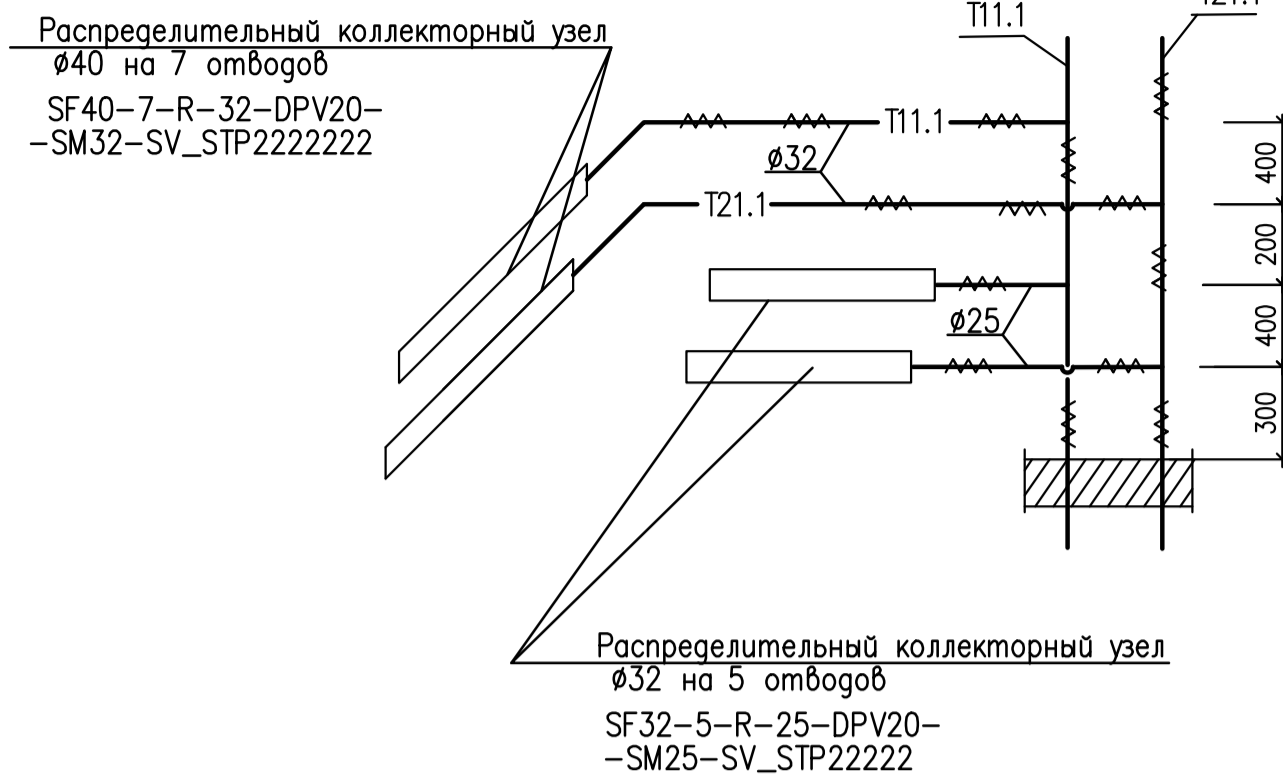 Распределительный коллекторный узел
ø40 на 7 отводов
SF40-7-R-32-DPV20-
-SM32-SV_STP2222222
T11.1
T11.1
ø32
T21.1
ø25
400
200
400
300
Распределительный коллекторный узел
ø32 на 5 отводов
SF32-5-R-25-DPV20-
-SM25-SV_STP22222